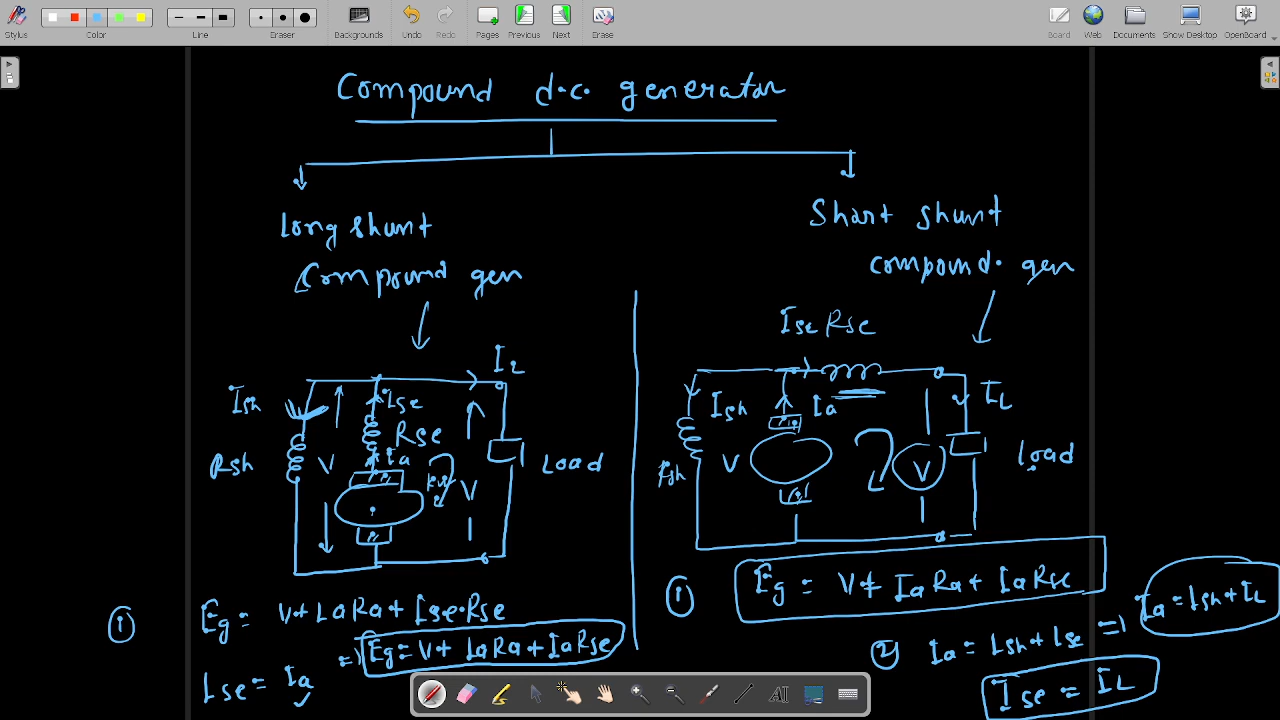 Stylus Color Line Eraser Backgrounds Undo Redo Pages Previous Next Erase Board Web Documents Show Desktop OpenBoard
Compound d.c. generator
Long shunt
Compound gen
Short shunt
compound. gen
Ish
Rsh
V
Ise
Rse
Ia
V
IL
Load
Ise Rse
Ish
Rsh
V
Ia
V
IL
Load
① Eg = V + IaRa + Ise.Rse
Ise = Ia => Eg = V + IaRa + IaRse
① Eg = V + IaRa + IaRse
② Ia = Ish + Ise => Ia = Ish + IL
Ise = IL
AI